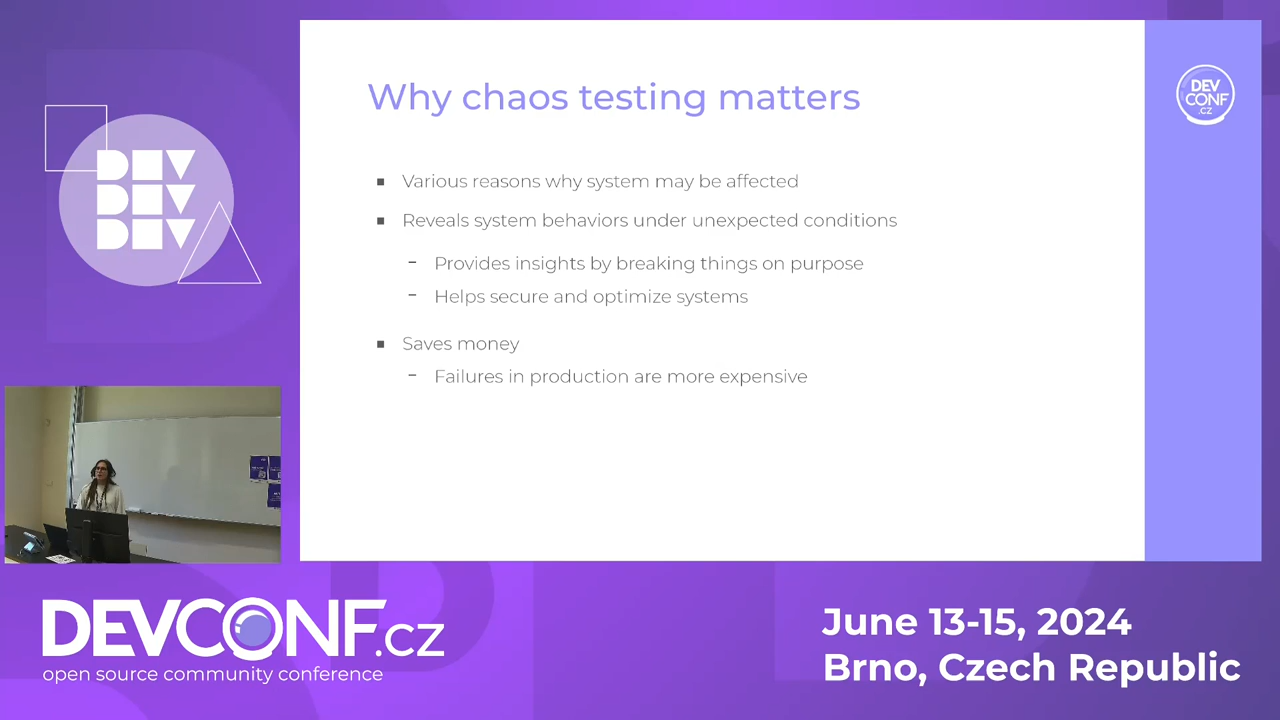 Why chaos testing matters
DEV
CONF
.CZ
Various reasons why system may be affected
Reveals system behaviors under unexpected conditions
Provides insights by breaking things on purpose
Helps secure and optimize systems
Saves money
Failures in production are more expensive
DEV
DEV
DEV
DEVCONF.cz
open source community conference
June 13-15, 2024
Brno, Czech Republic